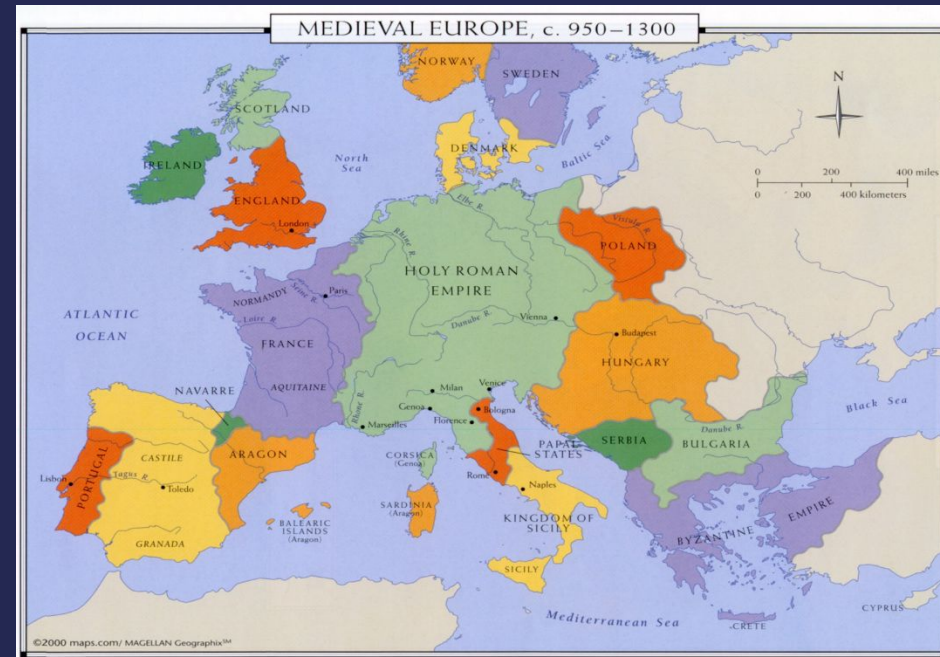 MEDIEVAL EUROPE, c. 950–1300
NORWAY
SWEDEN
N
SCOTLAND
North
Sea
DENMARK
Baltic Sea
IRELAND
0 200 400 miles
0 200 400 kilometers
ENGLAND
London
Elbe R.
Vistula R.
POLAND
Rhine R.
HOLY ROMAN
EMPIRE
NORMANDY
Seine R.
Paris
ATLANTIC
OCEAN
Loire R.
Danube R.
Vienna
Budapest
FRANCE
HUNGARY
AQUITAINE
NAVARRE
Rhone R.
Milan
Venice
Genoa
Bologna
Black Sea
Florence
Marseilles
Danube R.
PAPAL
STATES
SERBIA
BULGARIA
CASTILE
ARAGON
CORSICA
(Genoa)
PORTUGAL
Lisbon
Tagus R.
Toledo
Rome
Naples
SARDINIA
(Aragon)
BALEARIC
ISLANDS
(Aragon)
KINGDOM OF
SICILY
BYZANTINE
EMPIRE
GRANADA
SICILY
CYPRUS
Mediterranean Sea
CRETE
©2000 maps.com/ MAGELLAN Geographix℠